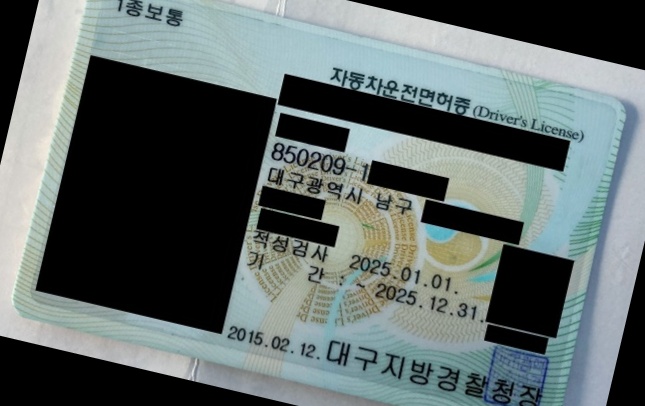 1종보통
자동차운전면허증 (Driver's License)
850209-1
대구광역시 남구
적성검사 2025.01.01.
기 간 : ~ 2025.12.31.
2015.02.12. 대구지방경찰청장